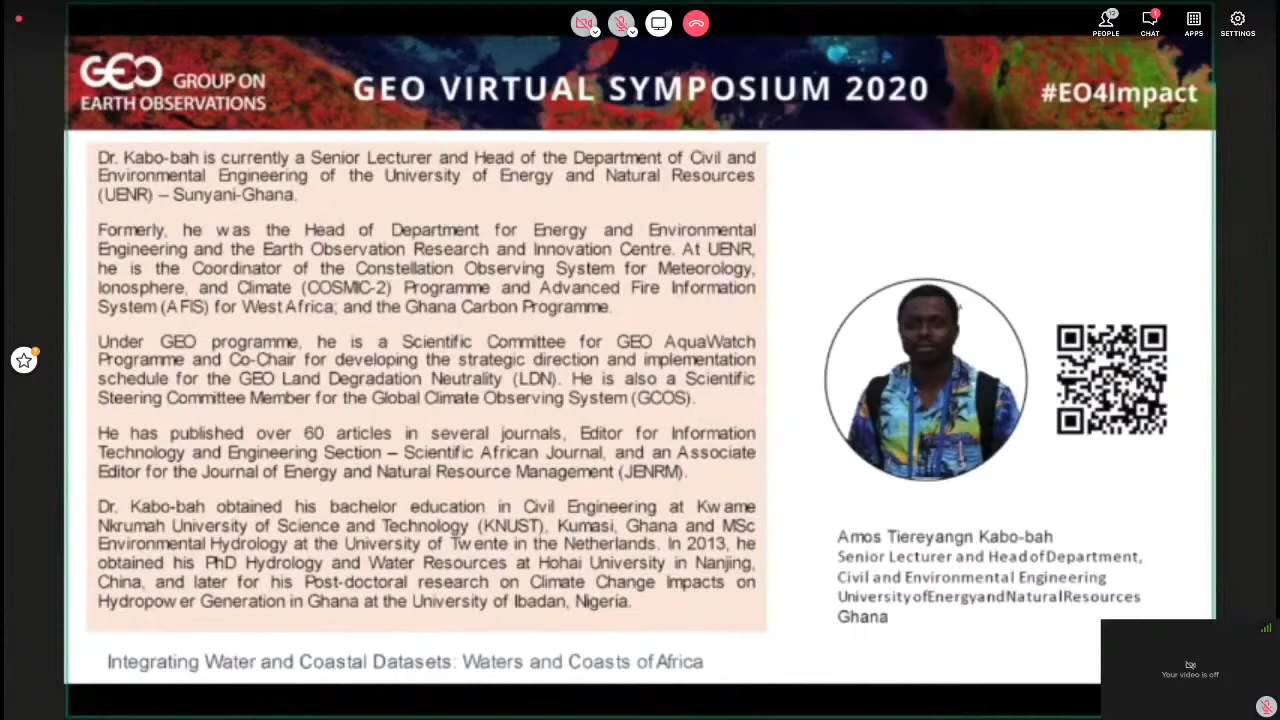 12
1
PEOPLE
CHAT
APPS
SETTINGS
GEO GROUP ON
EARTH OBSERVATIONS
GEO VIRTUAL SYMPOSIUM 2020
#EO4Impact
Dr. Kabo-bah is currently a Senior Lecturer and Head of the Department of Civil and
Environmental Engineering of the University of Energy and Natural Resources
(UENR) – Sunyani-Ghana.
Formerly, he was the Head of Department for Energy and Environmental
Engineering and the Earth Observation Research and Innovation Centre. At UENR,
he is the Coordinator of the Constellation Observing System for Meteorology,
Ionosphere, and Climate (COSMIC-2) Programme and Advanced Fire Information
System (AFIS) for West Africa; and the Ghana Carbon Programme.
Under GEO programme, he is a Scientific Committee for GEO AquaWatch
Programme and Co-Chair for developing the strategic direction and implementation
schedule for the GEO Land Degradation Neutrality (LDN). He is also a Scientific
Steering Committee Member for the Global Climate Observing System (GCOS).
He has published over 60 articles in several journals, Editor for Information
Technology and Engineering Section – Scientific African Journal, and an Associate
Editor for the Journal of Energy and Natural Resource Management (JENRM).
Dr. Kabo-bah obtained his bachelor education in Civil Engineering at Kwame
Nkrumah University of Science and Technology (KNUST), Kumasi, Ghana and MSc
Environmental Hydrology at the University of Twente in the Netherlands. In 2013, he
obtained his PhD Hydrology and Water Resources at Hohai University in Nanjing,
China, and later for his Post-doctoral research on Climate Change Impacts on
Hydropower Generation in Ghana at the University of Ibadan, Nigeria.
Amos Tiereyangn Kabo-bah
Senior Lecturer and Head of Department,
Civil and Environmental Engineering
University of Energy and Natural Resources
Ghana
Integrating Water and Coastal Datasets: Waters and Coasts of Africa
Your video is off